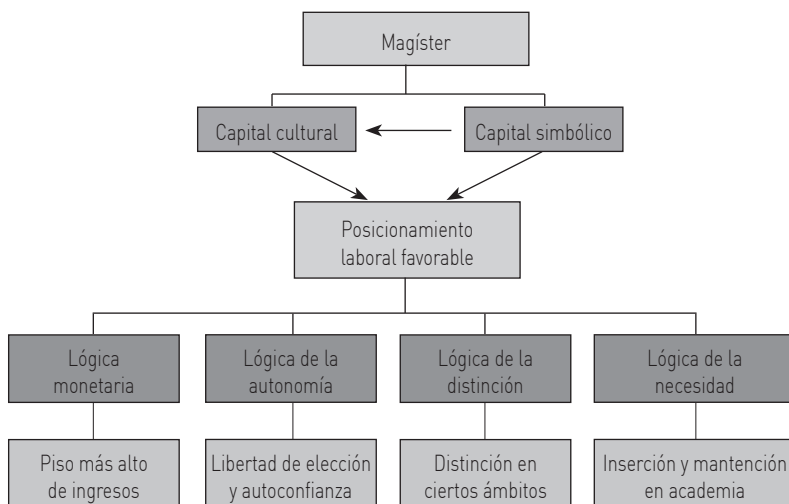 Magíster
Capital cultural
Capital simbólico
Posicionamiento
laboral favorable
Lógica
monetaria
Lógica de la
autonomía
Lógica de la
distinción
Lógica de la
necesidad
Piso más alto
de ingresos
Libertad de elección
y autoconfianza
Distinción en
ciertos ámbitos
Inserción y mantención
en academia